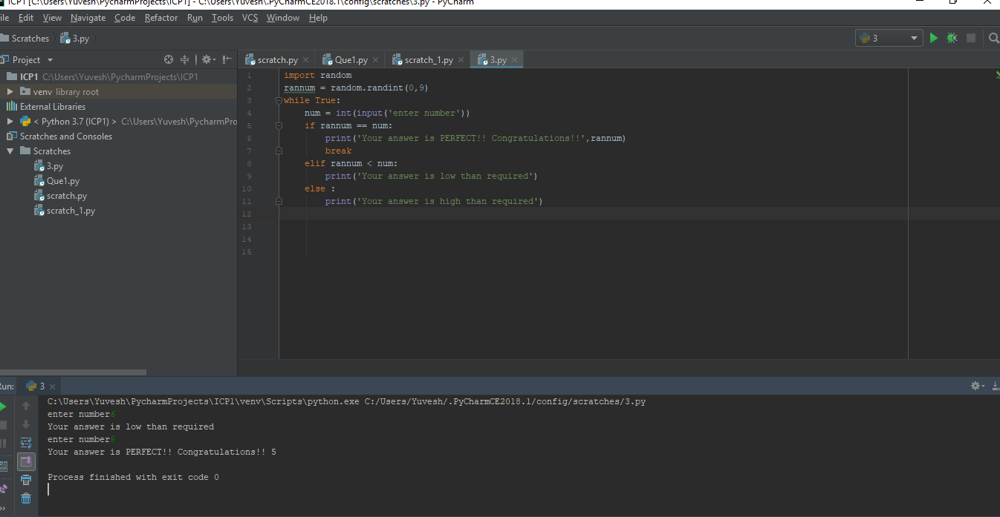 ICP1 [C:\Users\Yuvesh\PycharmProjects\ICP1] - C:\Users\Yuvesh\.PyCharmCE2018.1\config\scratches\3.py - PyCharm
ile Edit View Navigate Code Refactor Run Tools VCS Window Help
Scratches 3.py 3
Project scratch.py Que1.py scratch_1.py 3.py
ICP1 C:\Users\Yuvesh\PycharmProjects\ICP1
venv library root
External Libraries
< Python 3.7 (ICP1) > C:\Users\Yuvesh\PycharmPro
Scratches and Consoles
Scratches
3.py
Que1.py
scratch.py
scratch_1.py
1 import random
2 rannum = random.randint(0,9)
3 while True:
4 num = int(input('enter number'))
5 if rannum == num:
6 print('Your answer is PERFECT!! Congratulations!!',rannum)
7 break
8 elif rannum < num:
9 print('Your answer is low than required')
10 else :
11 print('Your answer is high than required')
12
13
14
15
Run: 3
C:\Users\Yuvesh\PycharmProjects\ICP1\venv\Scripts\python.exe C:/Users/Yuvesh/.PyCharmCE2018.1/config/scratches/3.py
enter number6
Your answer is low than required
enter number5
Your answer is PERFECT!! Congratulations!! 5
Process finished with exit code 0